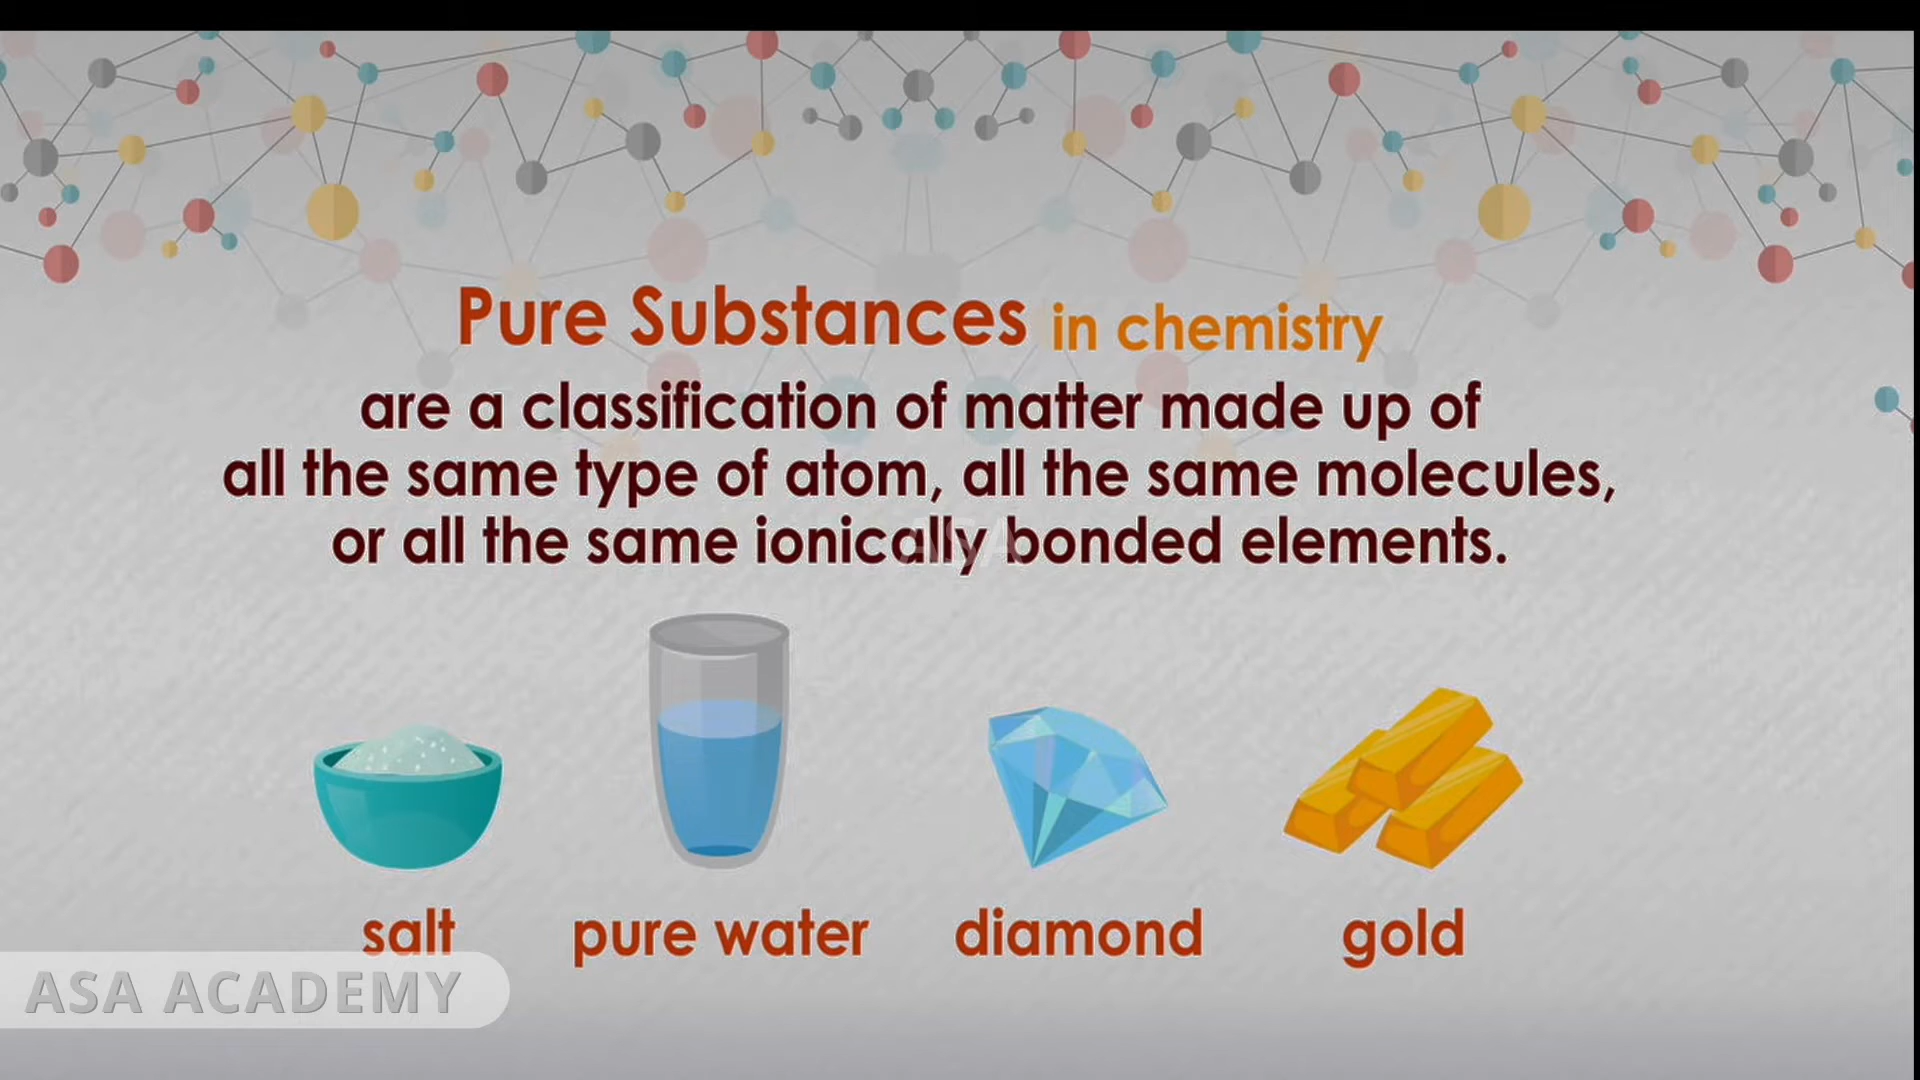 Pure Substances in chemistry
are a classification of matter made up of
all the same type of atom, all the same molecules,
or all the same ionically bonded elements.
ASA
salt pure water diamond gold
ASA ACADEMY